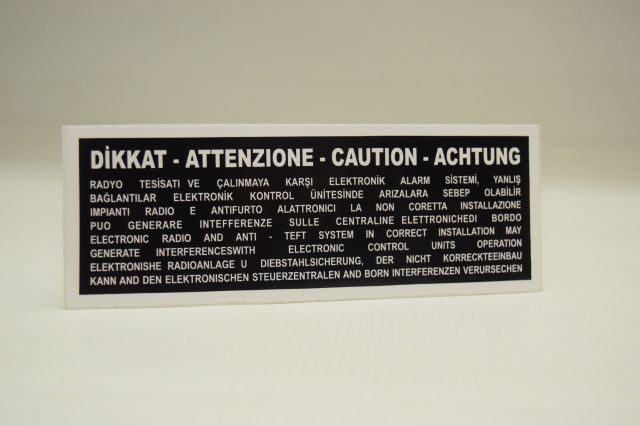 DİKKAT - ATTENZIONE - CAUTION - ACHTUNG
RADYO TESİSATI VE ÇALINMAYA KARŞI ELEKTRONİK ALARM SİSTEMİ, YANLIŞ
BAĞLANTILAR ELEKTRONİK KONTROL ÜNİTESİNDE ARIZALARA SEBEP OLABİLİR
IMPIANTI RADIO E ANTIFURTO ALATTRONICI LA NON CORETTA INSTALLAZIONE
PUO GENERARE INTEFFERENZE SULLE CENTRALINE ELETTRONICHEDI BORDO
ELECTRONIC RADIO AND ANTI - TEFT SYSTEM IN CORRECT INSTALLATION MAY
GENERATE INTERFERENCESWITH ELECTRONIC CONTROL UNITS OPERATION
ELEKTRONISHE RADIOANLAGE U DIEBSTAHLSICHERUNG, DER NICHT KORRECKTEEINBAU
KANN AND DEN ELEKTRONISCHEN STEUERZENTRALEN AND BORN INTERFERENZEN VERURSECHEN